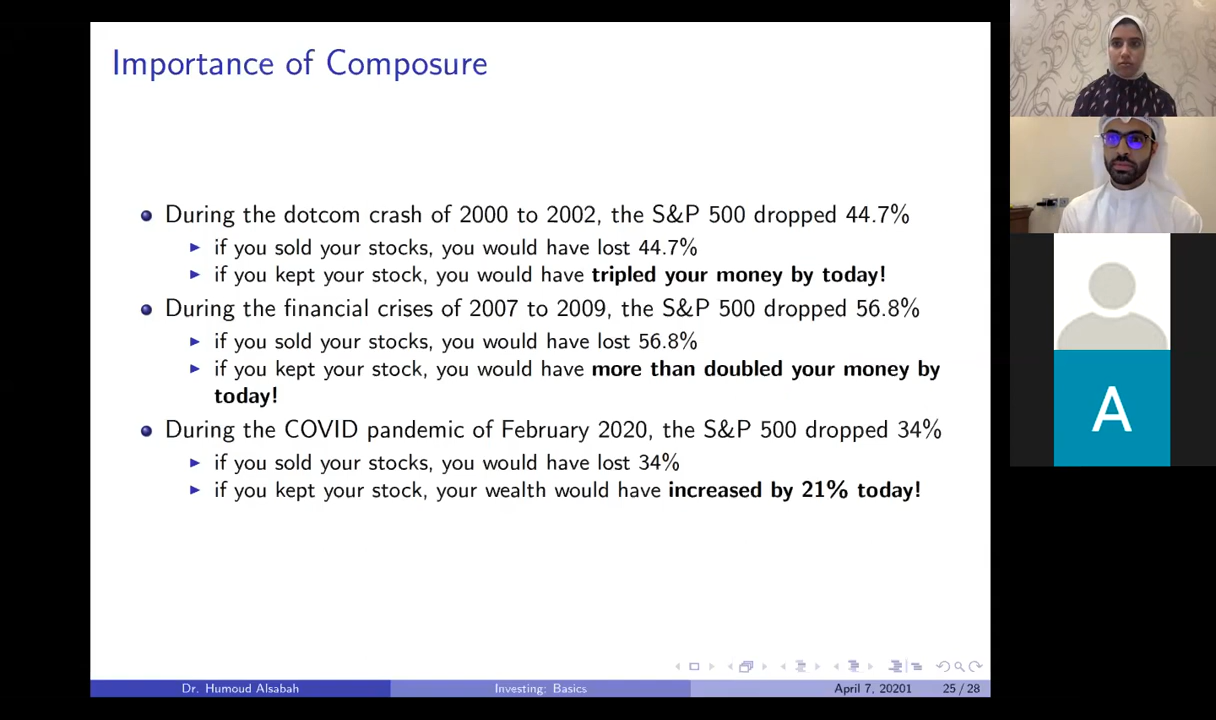 Importance of Composure
During the dotcom crash of 2000 to 2002, the S&P 500 dropped 44.7%
if you sold your stocks, you would have lost 44.7%
if you kept your stock, you would have tripled your money by today!
During the financial crises of 2007 to 2009, the S&P 500 dropped 56.8%
if you sold your stocks, you would have lost 56.8%
if you kept your stock, you would have more than doubled your money by
today!
During the COVID pandemic of February 2020, the S&P 500 dropped 34%
if you sold your stocks, you would have lost 34%
if you kept your stock, your wealth would have increased by 21% today!
Dr. Humoud Alsabah Investing: Basics April 7, 20201 25 / 28
A